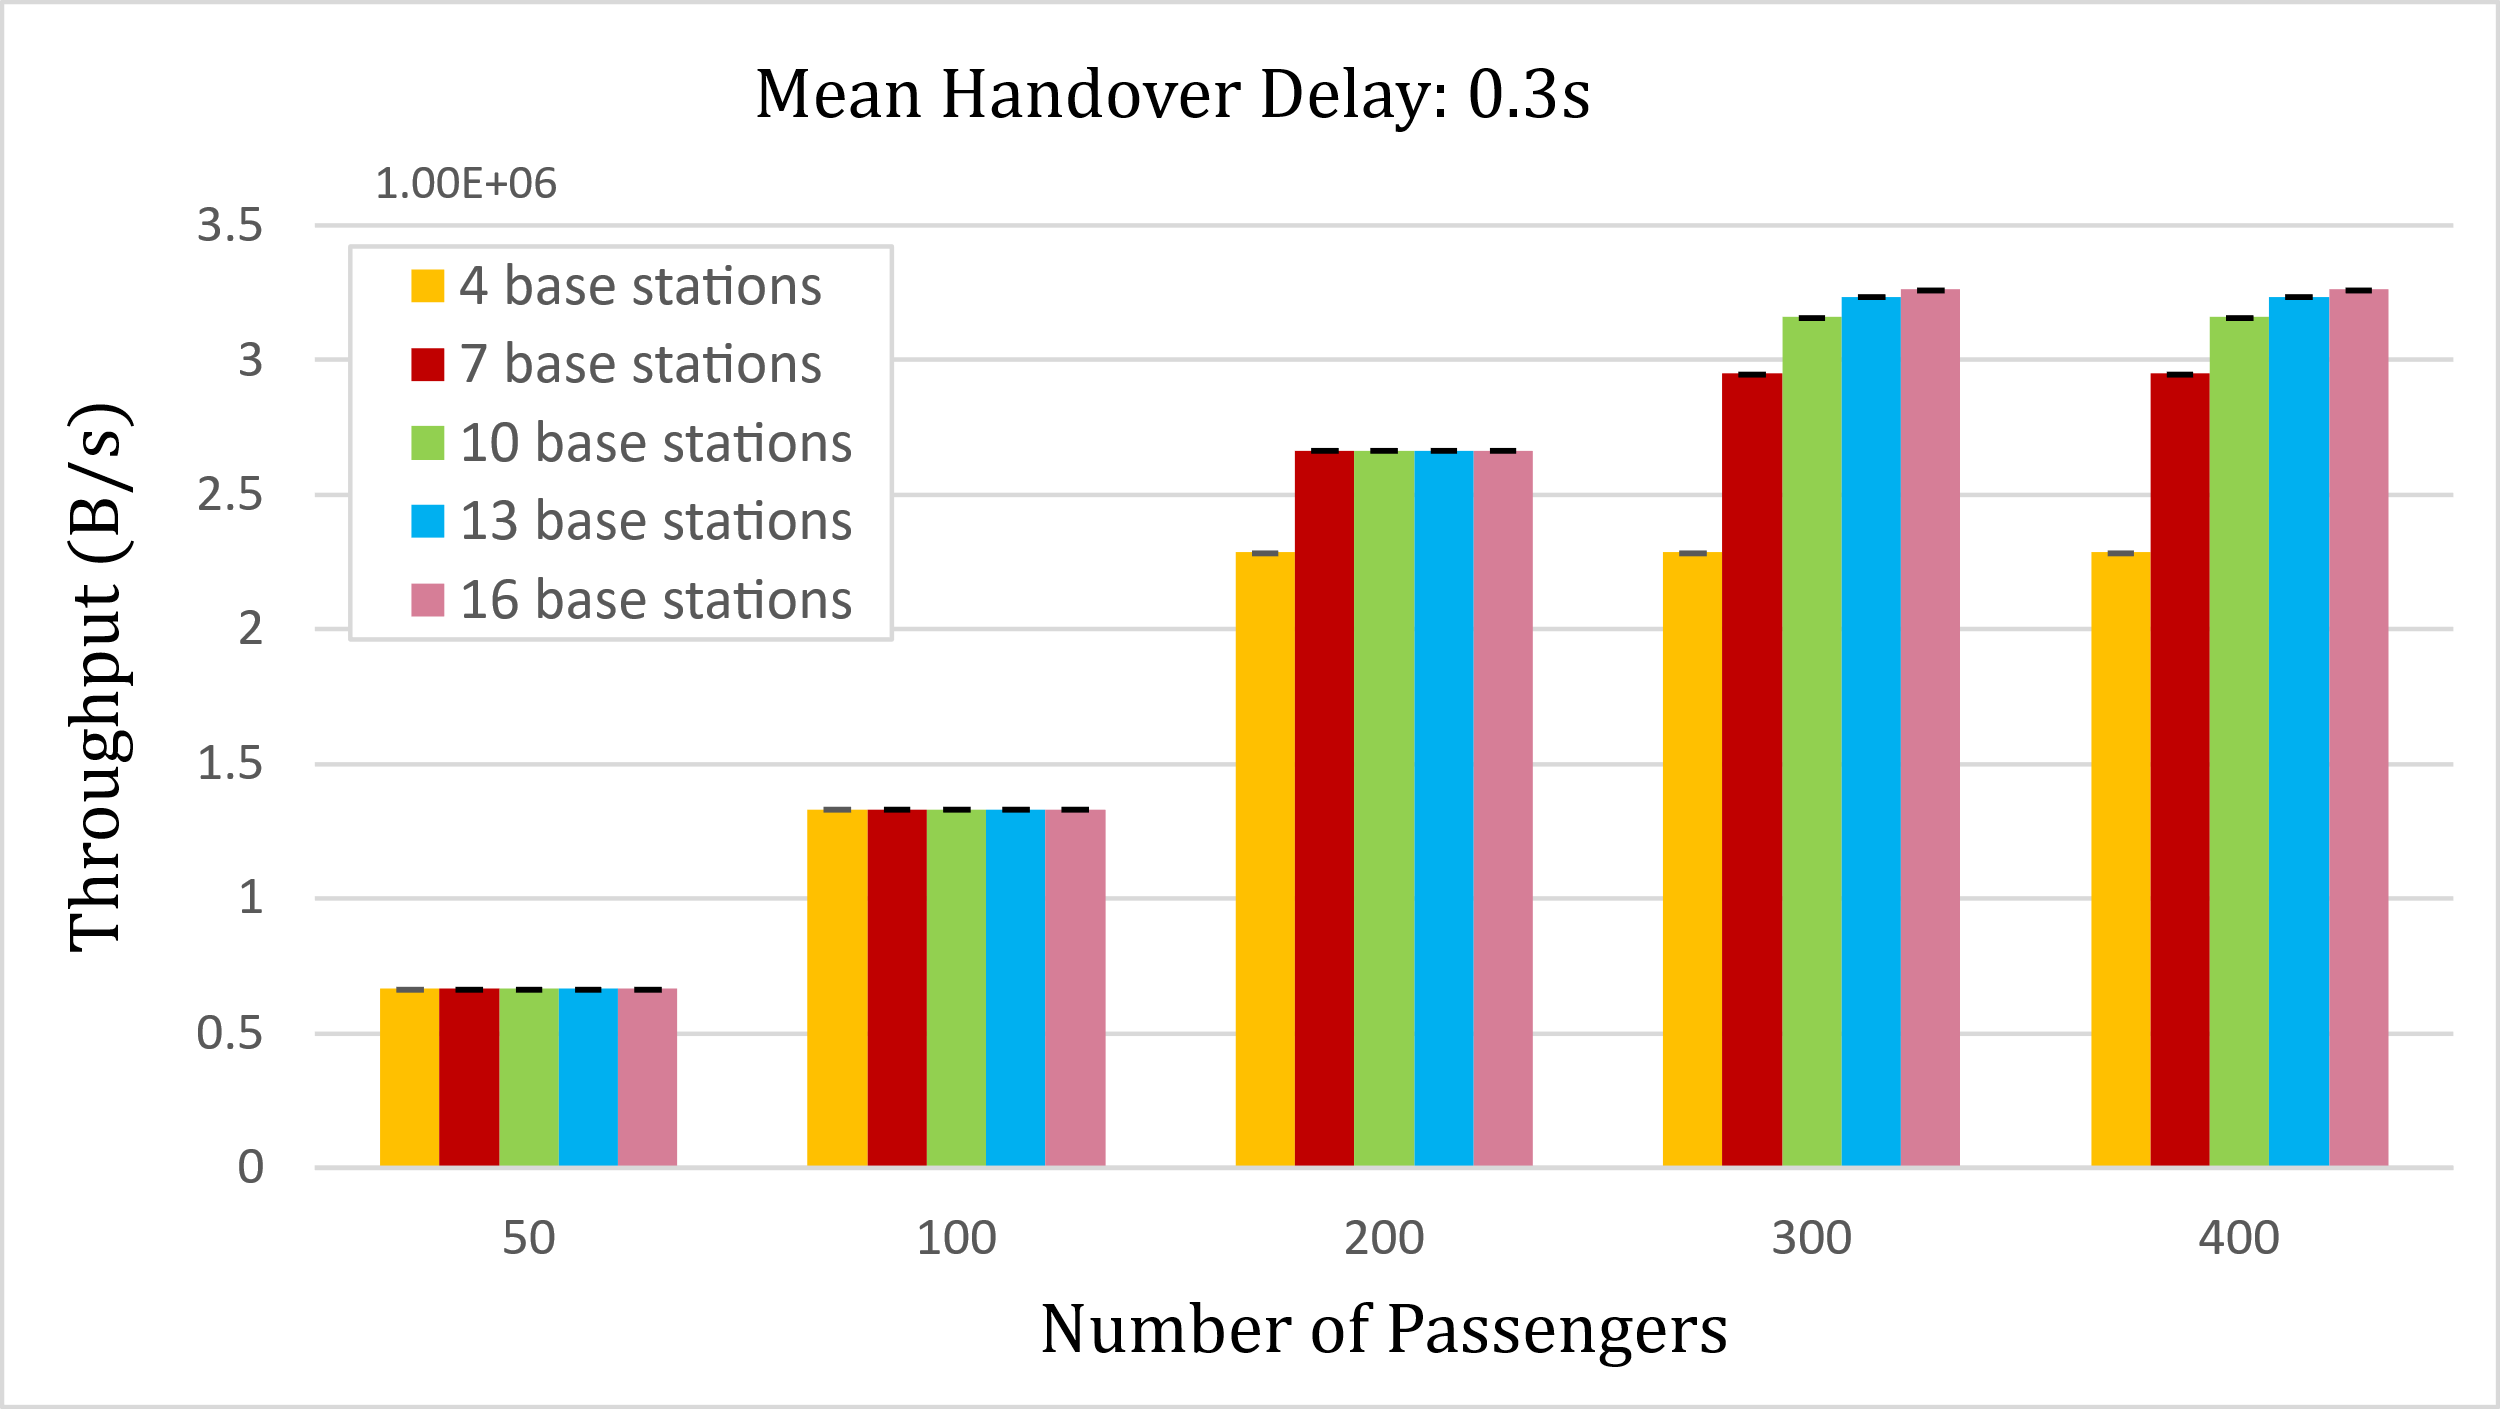 Mean Handover Delay: 0.3s
1.00E+06
3.5
3
2.5
2
1.5
1
0.5
0
Throughput (B/s)
4 base stations
7 base stations
10 base stations
13 base stations
16 base stations
50 100 200 300 400
Number of Passengers